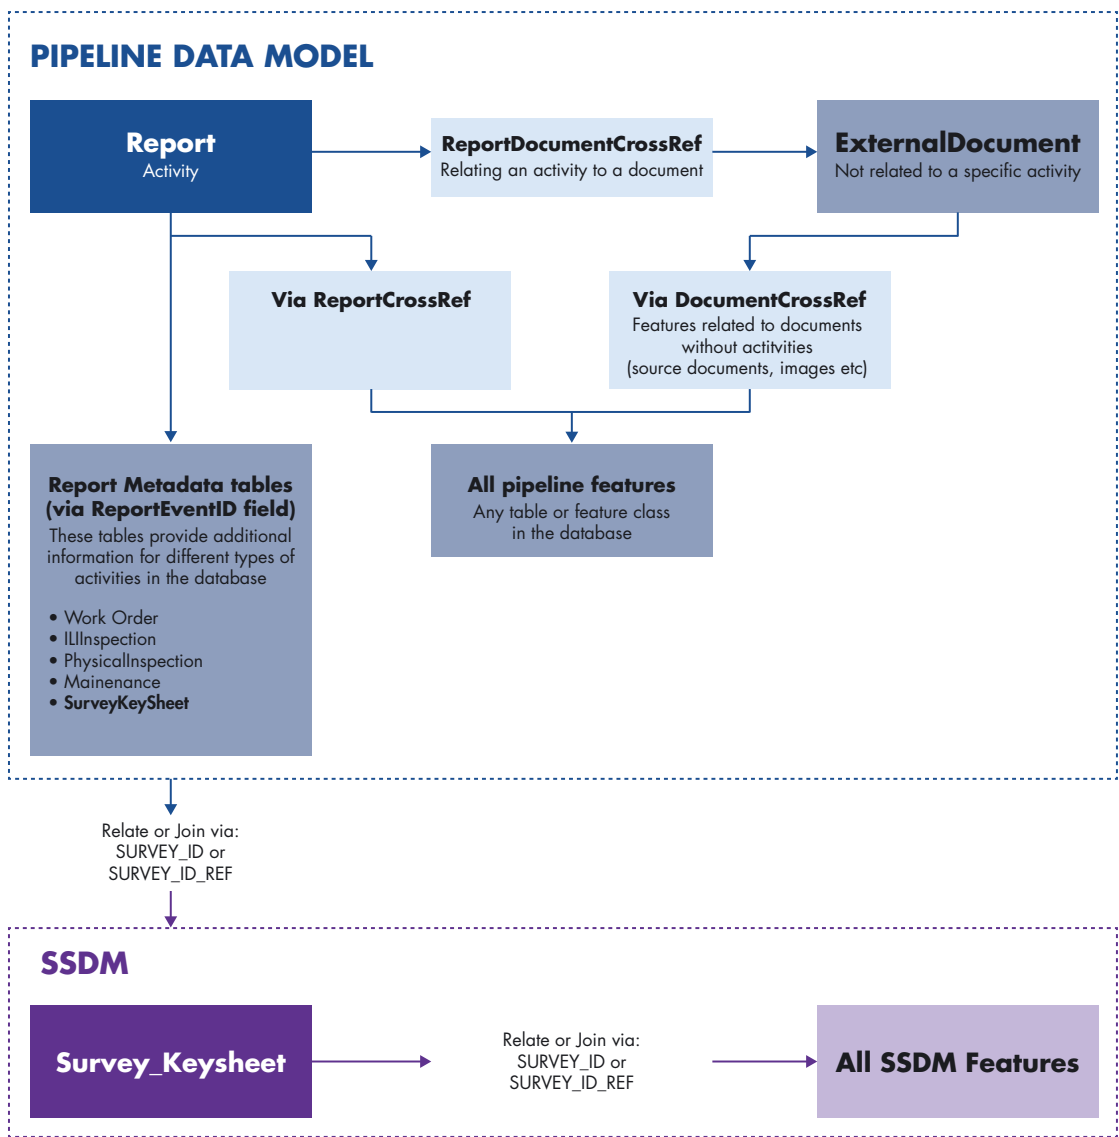 PIPELINE DATA MODEL
Report
Activity
ReportDocumentCrossRef
Relating an activity to a document
ExternalDocument
Not related to a specific activity
Via ReportCrossRef
Via DocumentCrossRef
Features related to documents
without actitvities
(source documents, images etc)
Report Metadata tables
(via ReportEventID field)
These tables provide additional
information for different types of
activities in the database
• Work Order
• ILIInspection
• PhysicalInspection
• Mainenance
• SurveyKeySheet
All pipeline features
Any table or feature class
in the database
Relate or Join via:
SURVEY_ID or
SURVEY_ID_REF
SSDM
Survey_Keysheet
Relate or Join via:
SURVEY_ID or
SURVEY_ID_REF
All SSDM Features